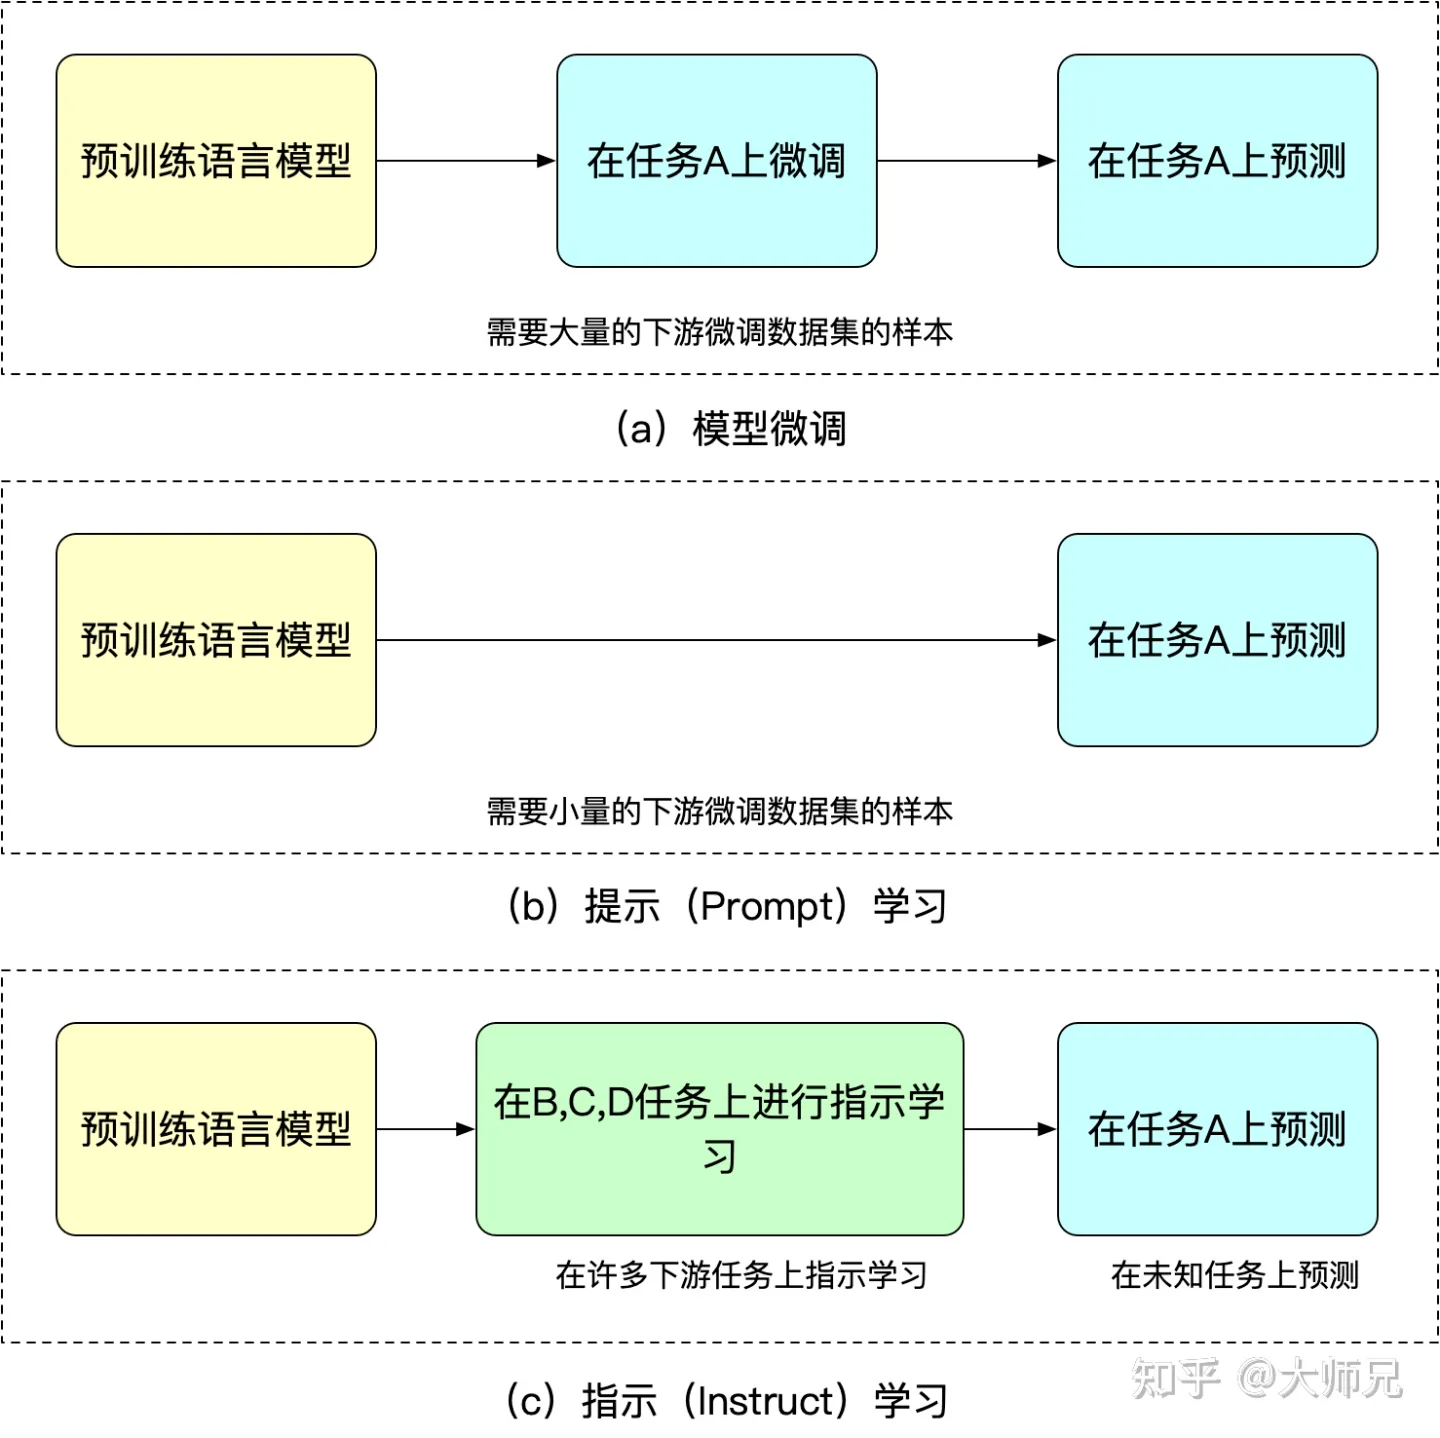 预训练语言模型
在任务A上微调
在任务A上预测
需要大量的下游微调数据集的样本
（a）模型微调
预训练语言模型
在任务A上预测
需要小量的下游微调数据集的样本
（b）提示（Prompt）学习
预训练语言模型
在B,C,D任务上进行指示学
习
在任务A上预测
在许多下游任务上指示学习
在未知任务上预测
（c）指示（Instruct）学习
知乎 @大师兄